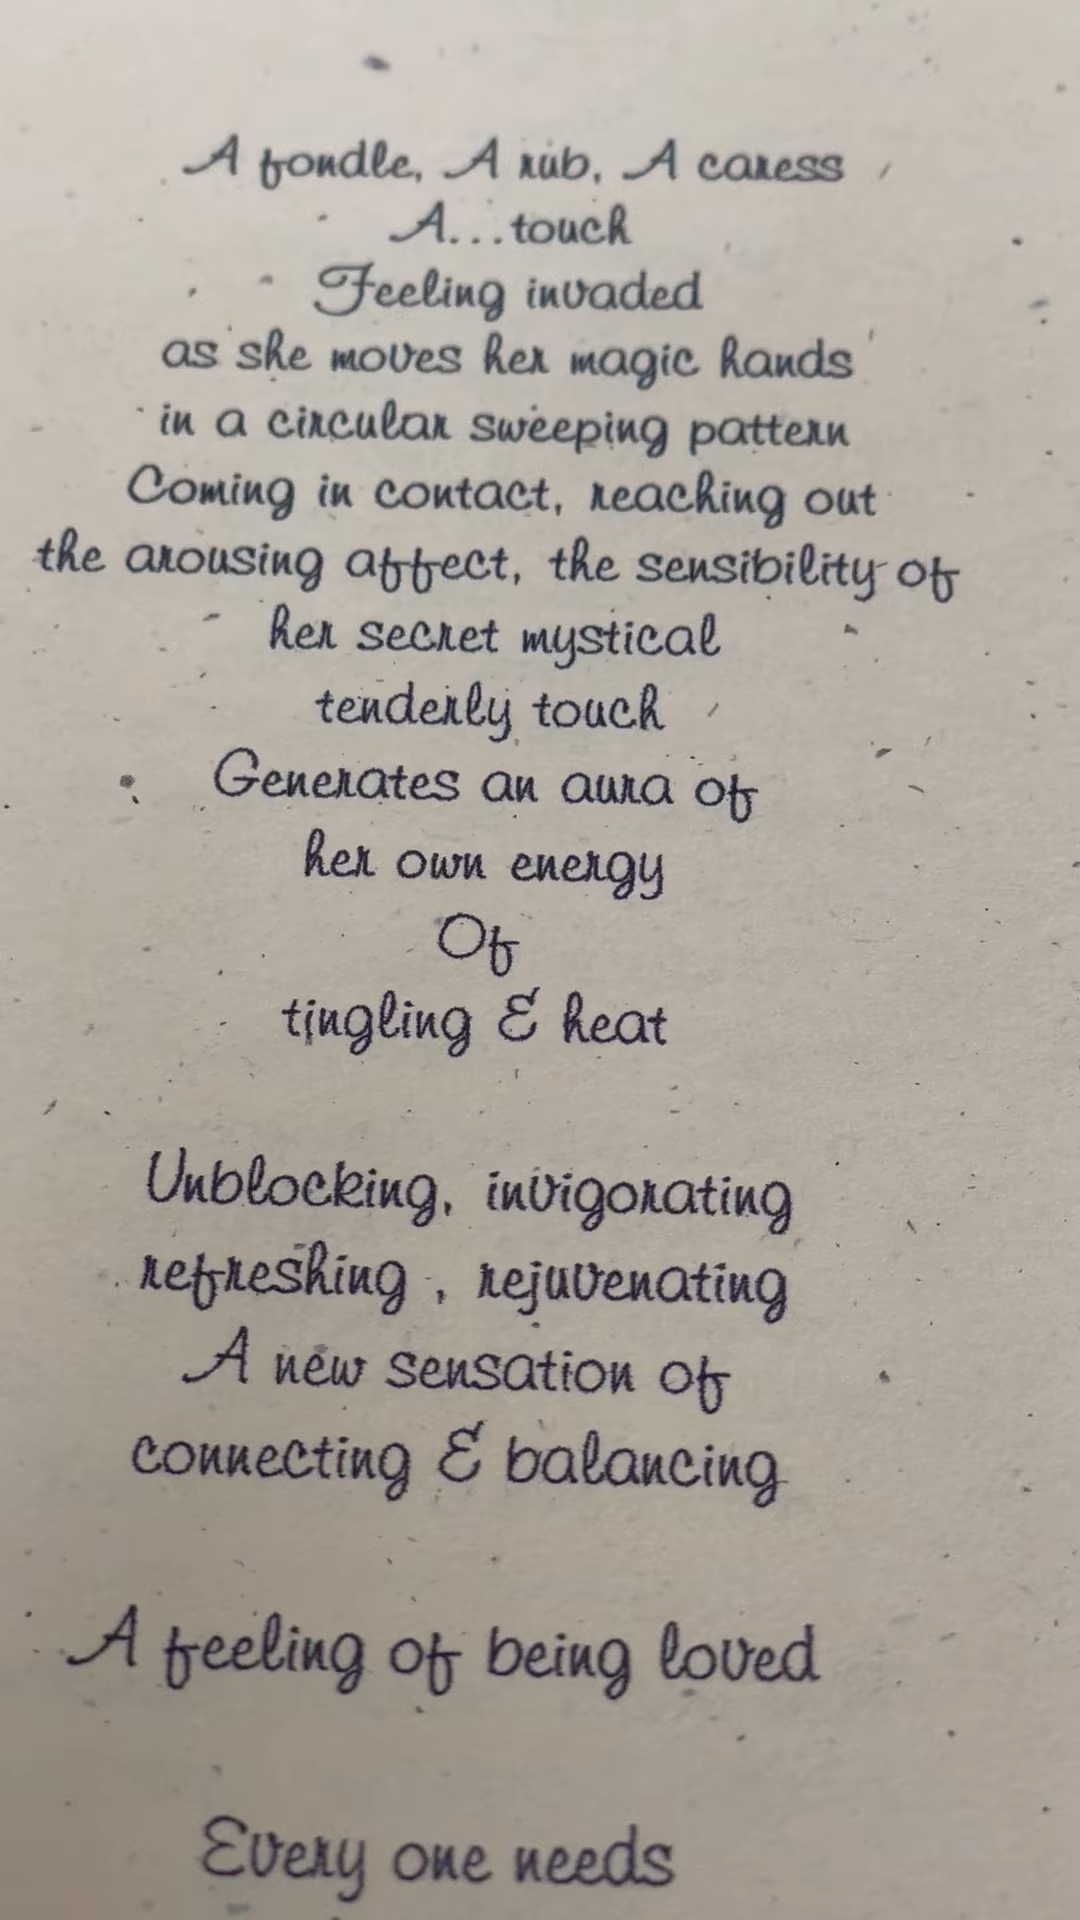 A fondle, A rub, A caress
A...touch
Feeling invaded
as she moves her magic hands
in a circular sweeping pattern
Coming in contact, reaching out
the arousing affect, the sensibility of
her secret mystical
tenderly touch
Generates an aura of
her own energy
Of
tingling & heat
Unblocking, invigorating
refreshing , rejuvenating
A new sensation of
connecting & balancing
A feeling of being loved
Every one needs